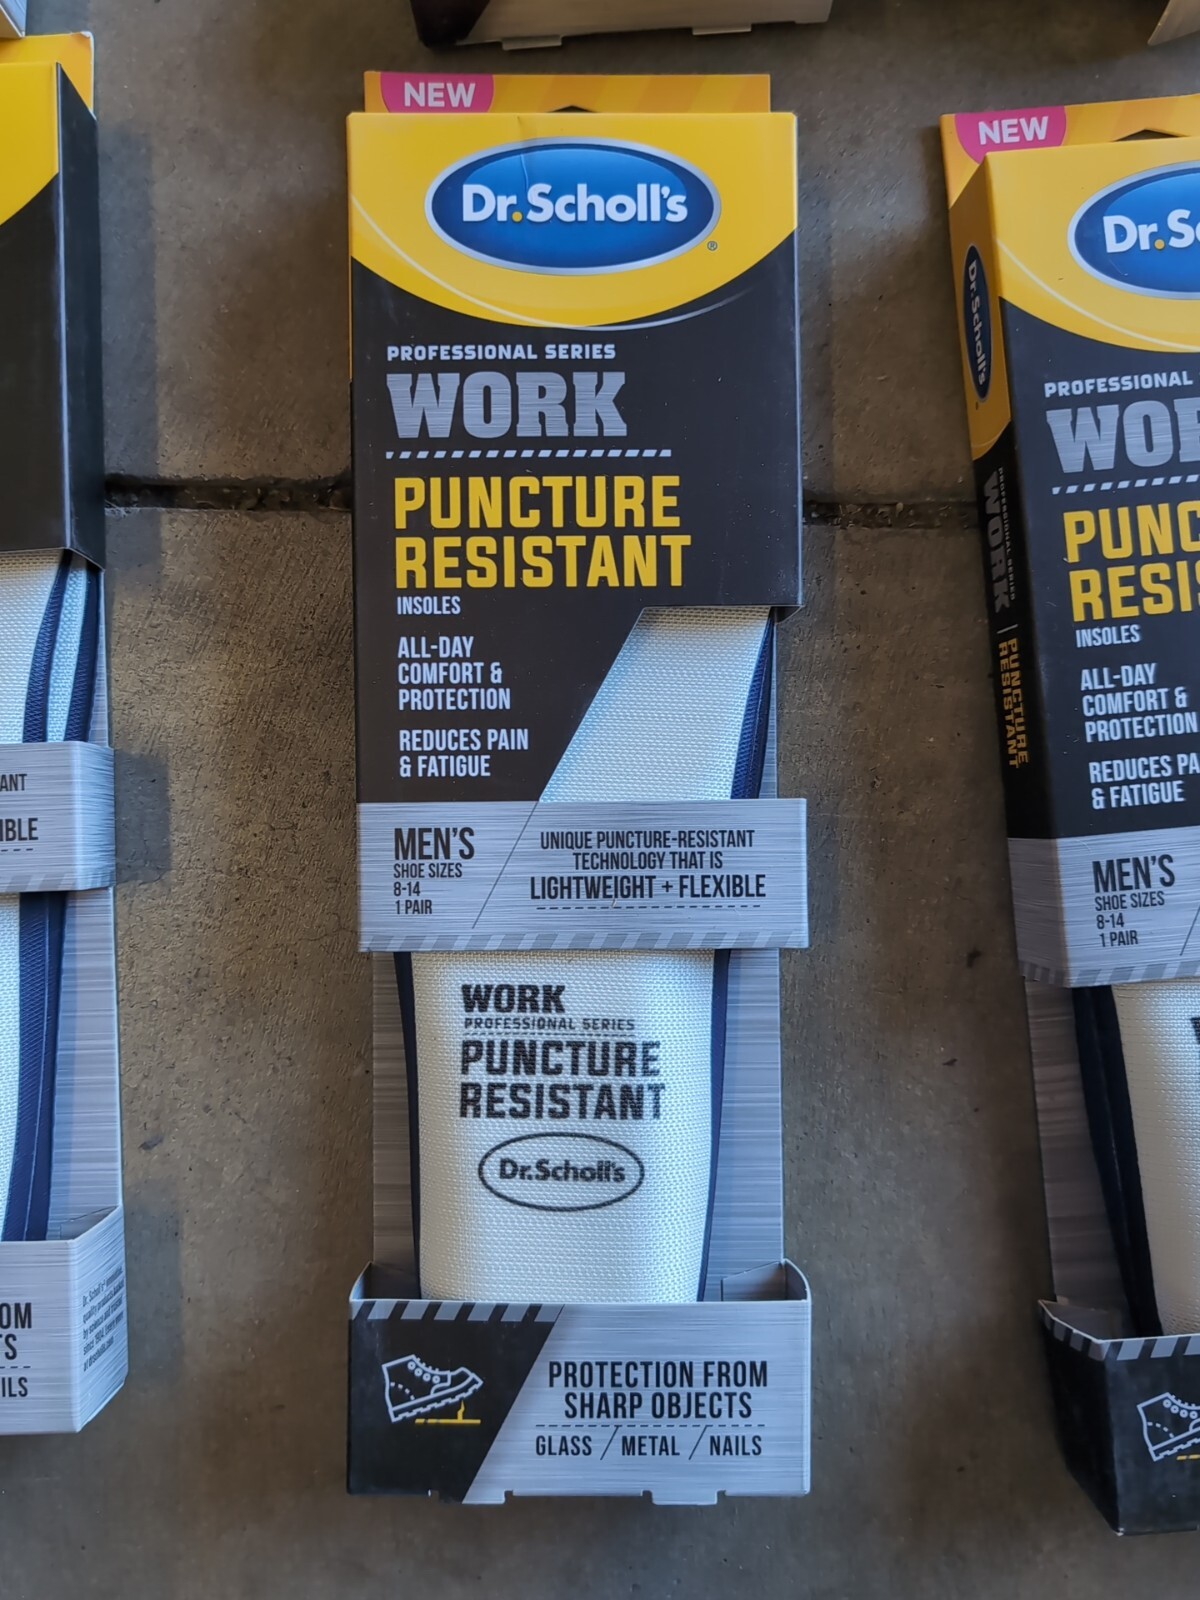 NEW
Dr.Scholl's®
PROFESSIONAL SERIES
WORK
PUNCTURE
RESISTANT
INSOLES
ALL-DAY
COMFORT &
PROTECTION
REDUCES PAIN
& FATIGUE
MEN'S
SHOE SIZES
8-14
1 PAIR
UNIQUE PUNCTURE-RESISTANT
TECHNOLOGY THAT IS
LIGHTWEIGHT + FLEXIBLE
WORK
PROFESSIONAL SERIES
PUNCTURE
RESISTANT
Dr.Scholl's
PROTECTION FROM
SHARP OBJECTS
GLASS / METAL / NAILS
ANT
IBLE
OM
TS
ILS
NEW
Dr.Sc
Dr.Scholl's
PROFESSIONAL SERIES
WORK
PUNCTURE
RESISTANT
PROFESSIONAL
WOR
PUNC
RESIS
INSOLES
ALL-DAY
COMFORT &
PROTECTION
REDUCES PA
& FATIGUE
MEN'S
SHOE SIZES
8-14
1 PAIR